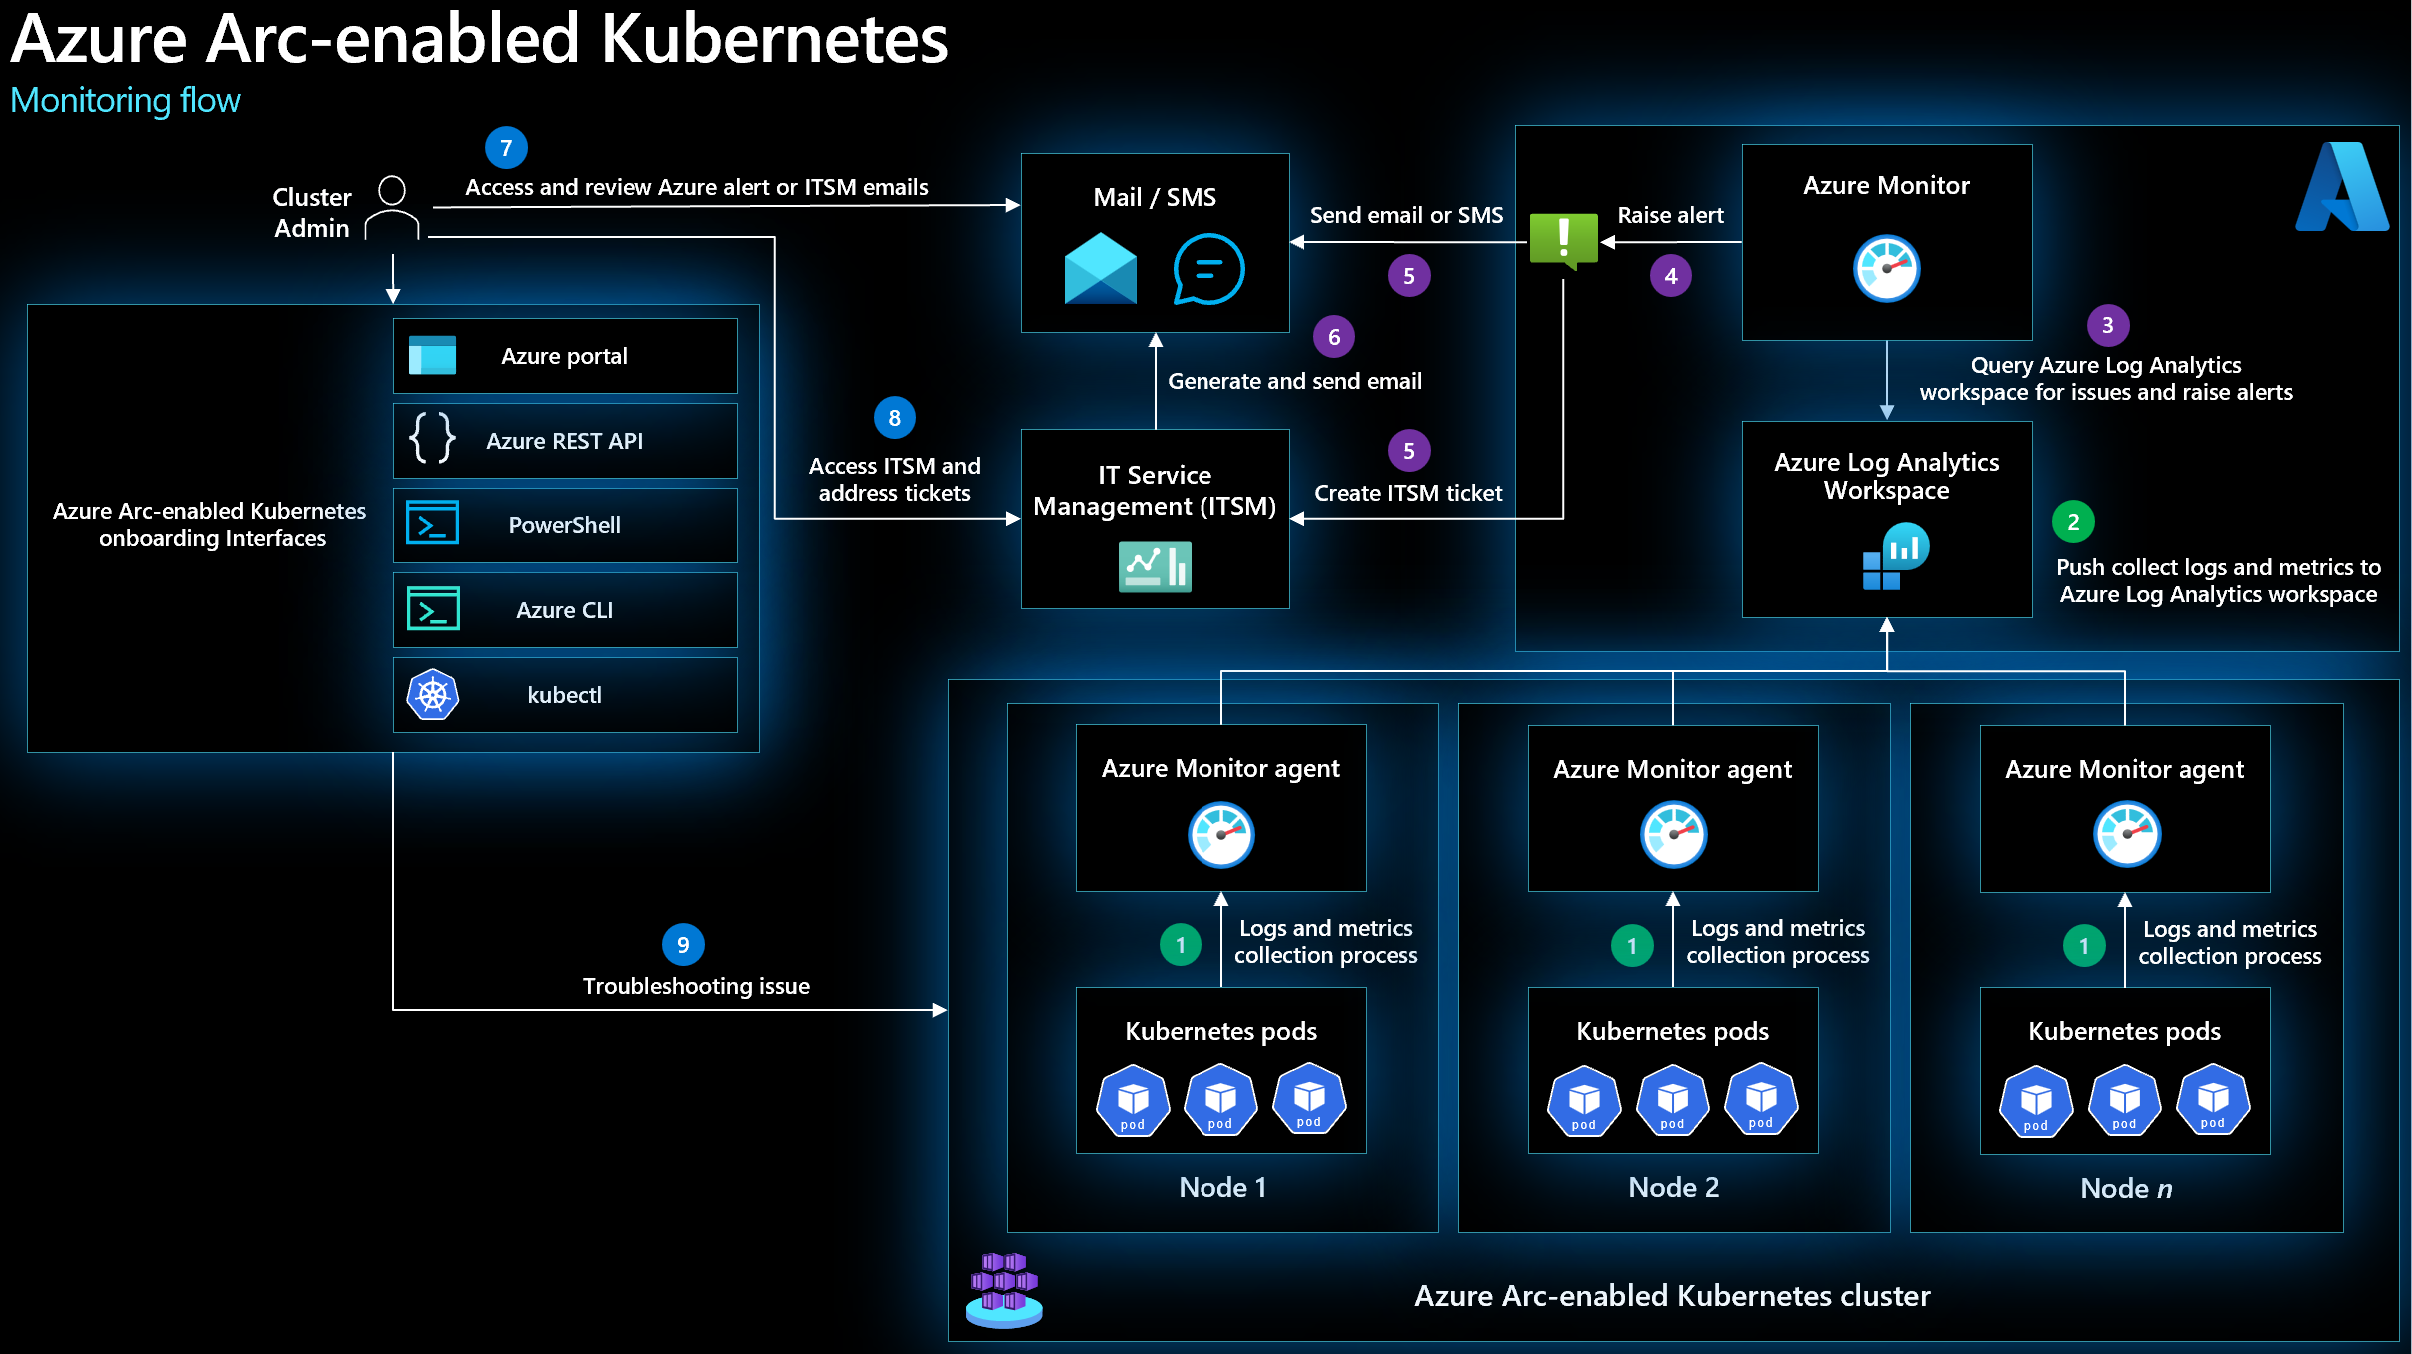 Azure Arc-enabled Kubernetes
Monitoring flow
7
Access and review Azure alert or ITSM emails
Cluster
Admin
Mail / SMS
Send email or SMS
5
Raise alert
4
Azure Monitor
3
Query Azure Log Analytics
workspace for issues and raise alerts
6
Generate and send email
8
Access ITSM and
address tickets
IT Service
Management (ITSM)
5
Create ITSM ticket
Azure Log Analytics
Workspace
2
Push collect logs and metrics to
Azure Log Analytics workspace
Azure Arc-enabled Kubernetes
onboarding Interfaces
Azure portal
Azure REST API
PowerShell
Azure CLI
kubectl
9
Troubleshooting issue
Azure Monitor agent
1
Logs and metrics
collection process
Kubernetes pods
pod
pod
pod
Node 1
Azure Monitor agent
1
Logs and metrics
collection process
Kubernetes pods
pod
pod
pod
Node 2
Azure Monitor agent
1
Logs and metrics
collection process
Kubernetes pods
pod
pod
pod
Node n
Azure Arc-enabled Kubernetes cluster